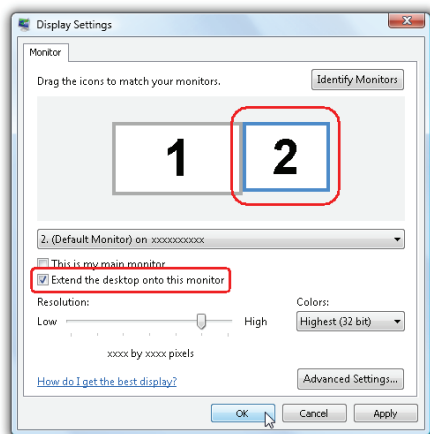 Display Settings
Monitor
Drag the icons to match your monitors.
Identify Monitors
1
2
2. (Default Monitor) on xxxxxxxxxx
This is my main monitor
Extend the desktop onto this monitor
Resolution:
Colors:
Low
High
Highest (32 bit)
xxxx by xxxx pixels
How do I get the best display?
Advanced Settings...
OK
Cancel
Apply